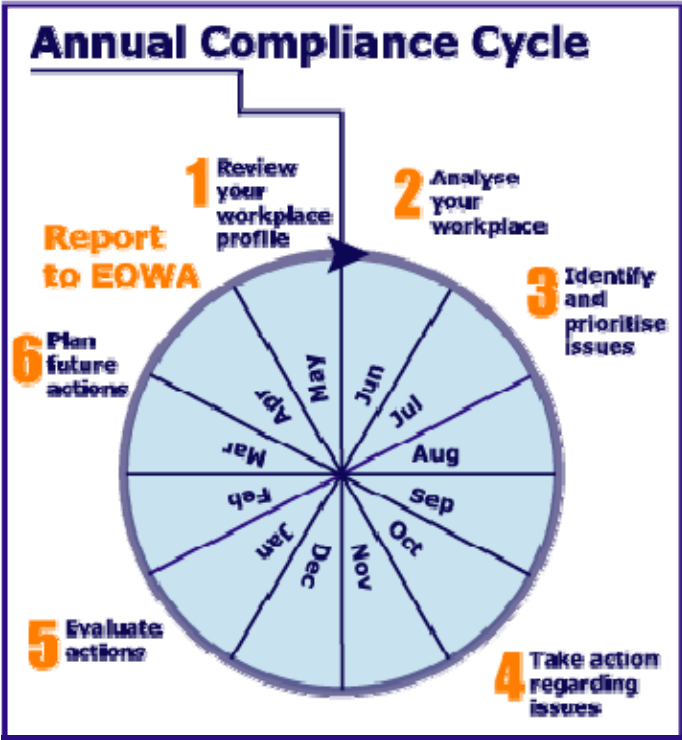 Annual Compliance Cycle
1 Review
your
workplace
profile
2 Analyse
your
workplace
3 Identify
and
prioritise
issues
4 Take action
regarding
issues
5 Evaluate
actions
6 Plan
future
actions
Report
to EOWA
Jun
Jul
Aug
Sep
Oct
Nov
Dec
Jan
Feb
Mar
Apr
May